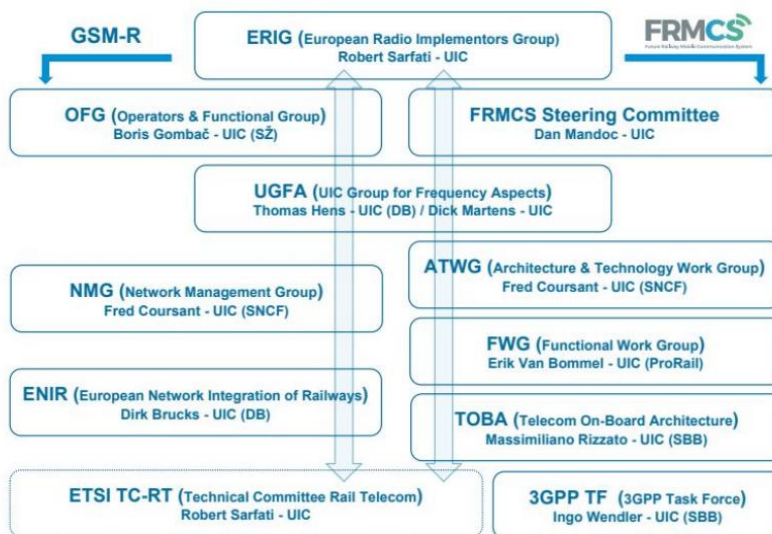 GSM-R
ERIG (European Radio Implementors Group)
Robert Sarfati - UIC
FRMCS
Future Railway Mobile Communication System
OFG (Operators & Functional Group)
Boris Gombač - UIC (SŽ)
FRMCS Steering Committee
Dan Mandoc - UIC
UGFA (UIC Group for Frequency Aspects)
Thomas Hens - UIC (DB) / Dick Martens - UIC
ATWG (Architecture & Technology Work Group)
Fred Coursant - UIC (SNCF)
NMG (Network Management Group)
Fred Coursant - UIC (SNCF)
FWG (Functional Work Group)
Erik Van Bommel - UIC (ProRail)
ENIR (European Network Integration of Railways)
Dirk Brucks - UIC (DB)
TOBA (Telecom On-Board Architecture)
Massimiliano Rizzato - UIC (SBB)
ETSI TC-RT (Technical Committee Rail Telecom)
Robert Sarfati - UIC
3GPP TF (3GPP Task Force)
Ingo Wendler - UIC (SBB)